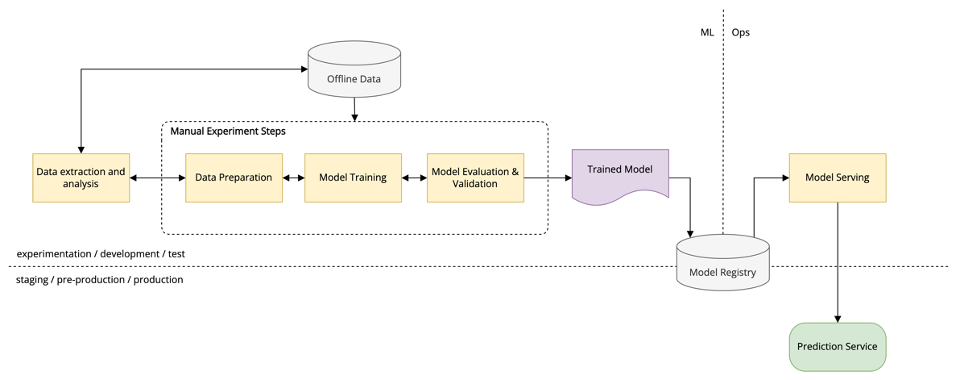 ML
Ops
Offline Data
Manual Experiment Steps
Data extraction and
analysis
Data Preparation
Model Training
Model Evaluation &
Validation
Trained Model
Model Serving
experimentation / development / test
Model Registry
staging / pre-production / production
Prediction Service